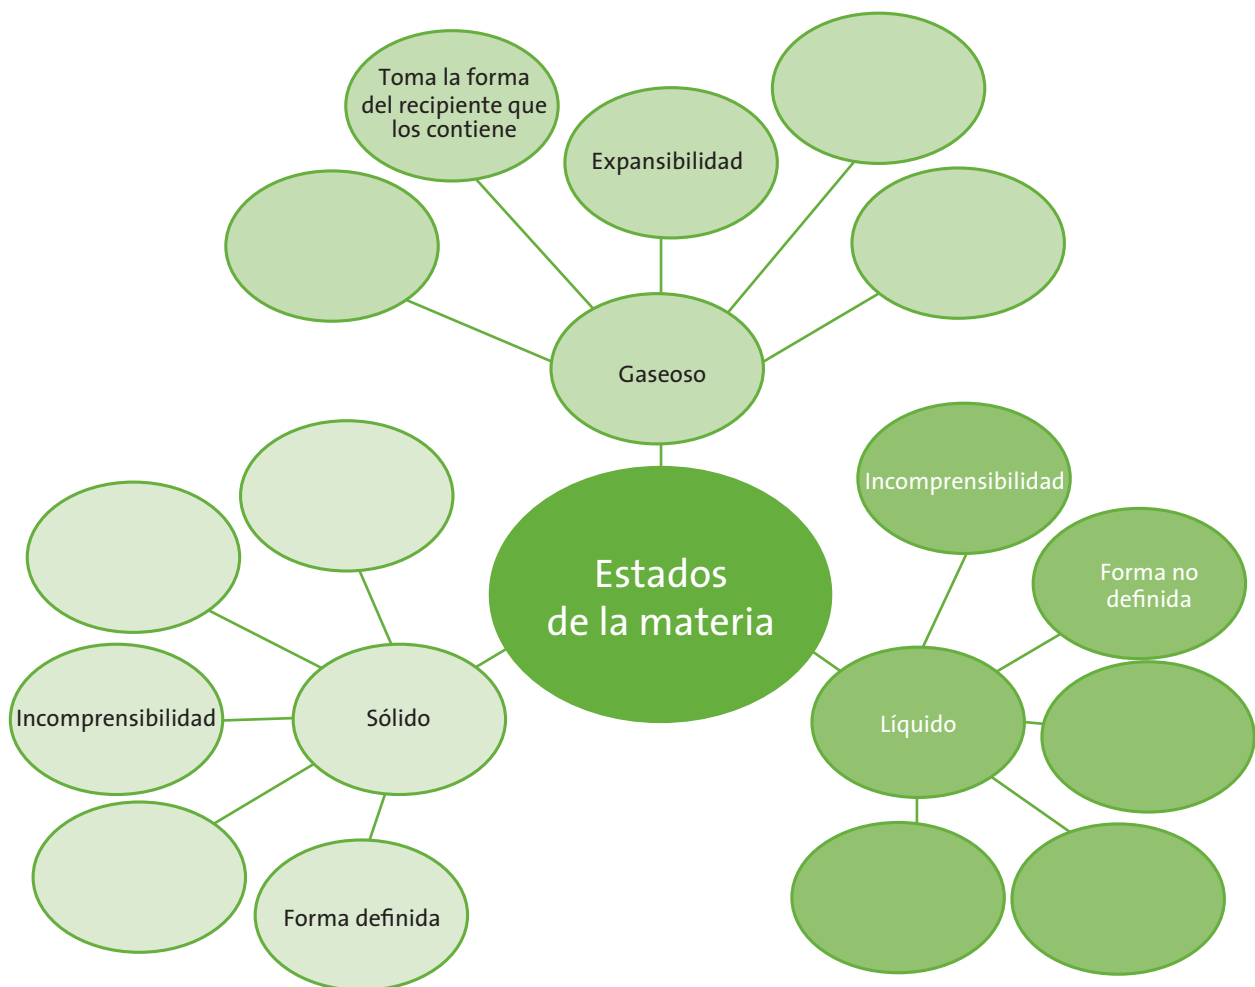 Toma la forma
del recipiente que
los contiene
Expansibilidad
Gaseoso
Incomprensibilidad
Forma no
definida
Estados
de la materia
Incomprensibilidad
Sólido
Líquido
Forma definida